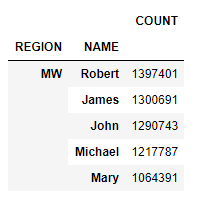 COUNT
REGION NAME
MW Robert 1397401
James 1300691
John 1290743
Michael 1217787
Mary 1064391